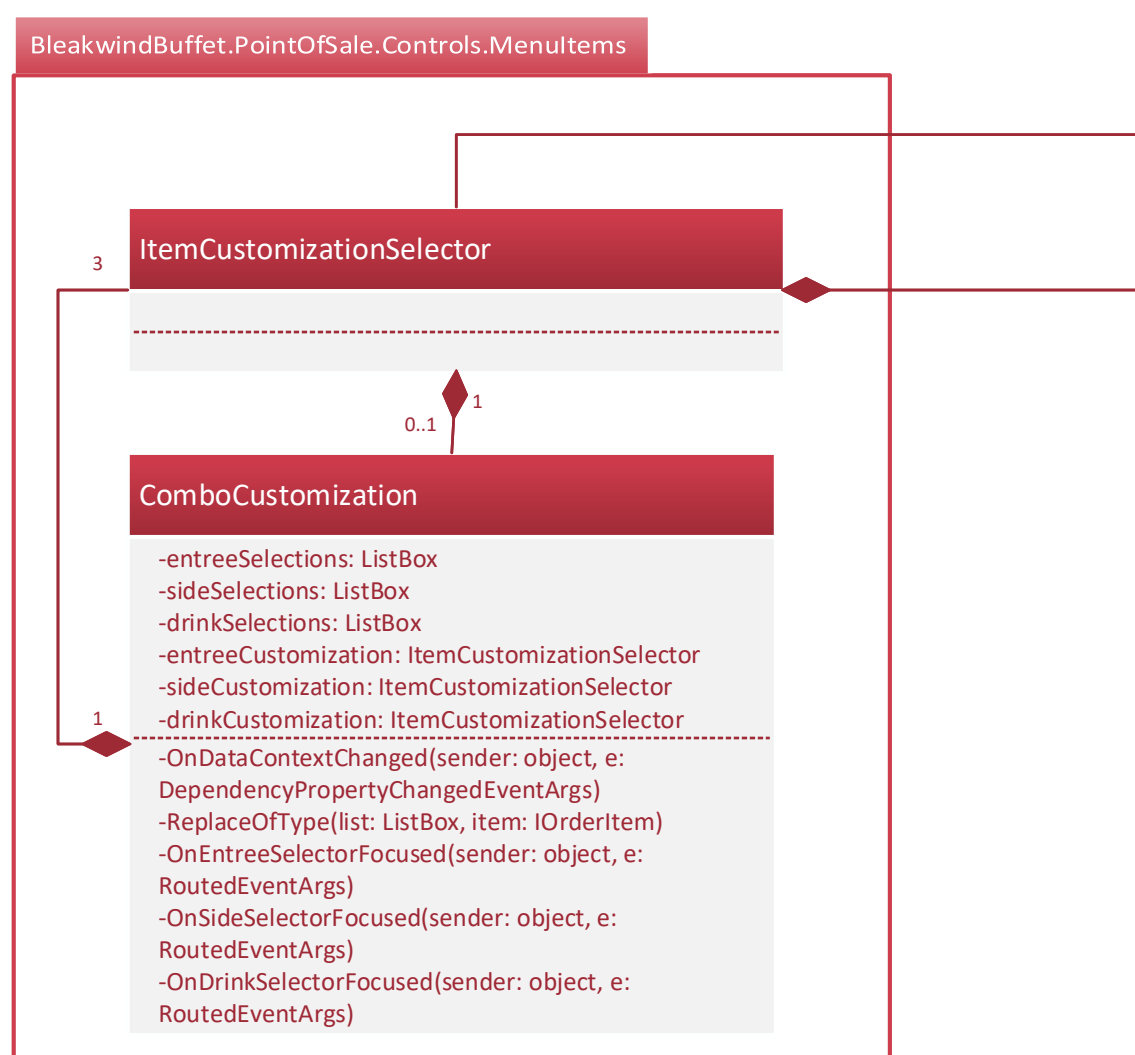 BleakwindBuffet.PointOfSale.Controls.MenuItems
ItemCustomizationSelector
3
1
0..1
ComboCustomization
-entreeSelections: ListBox
-sideSelections: ListBox
-drinkSelections: ListBox
-entreeCustomization: ItemCustomizationSelector
-sideCustomization: ItemCustomizationSelector
-drinkCustomization: ItemCustomizationSelector
1
-OnDataContextChanged(sender: object, e:
DependencyPropertyChangedEventArgs)
-ReplaceOfType(list: ListBox, item: IOrderItem)
-OnEntreeSelectorFocused(sender: object, e:
RoutedEventArgs)
-OnSideSelectorFocused(sender: object, e:
RoutedEventArgs)
-OnDrinkSelectorFocused(sender: object, e:
RoutedEventArgs)